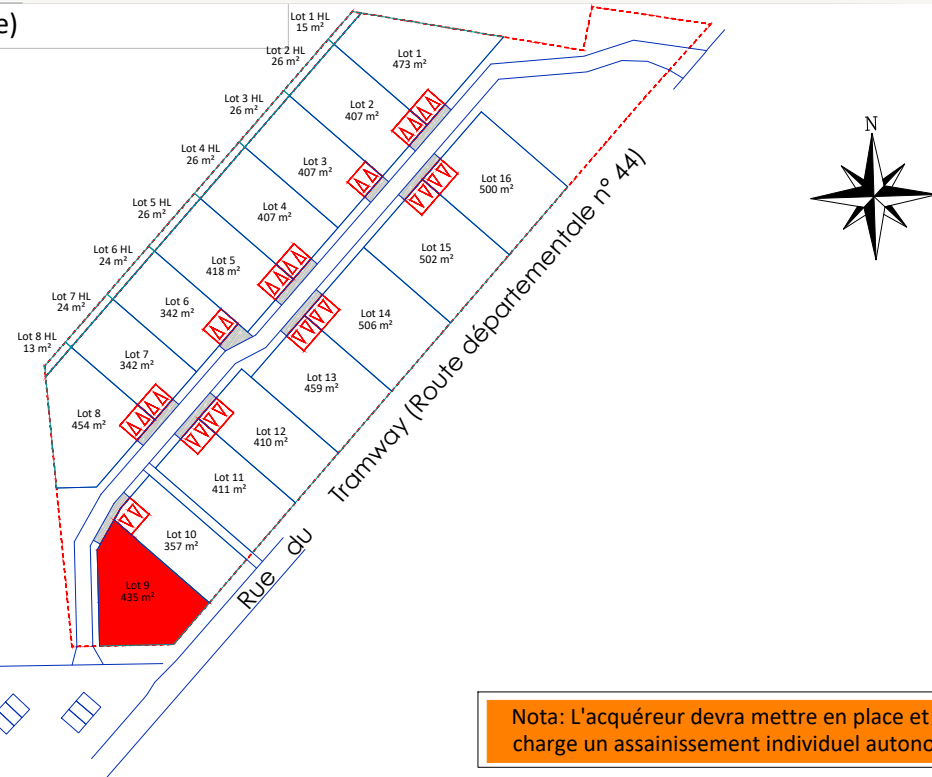 e)
Lot 1 HL
15 m²
Lot 2 HL
26 m²
Lot 3 HL
26 m²
Lot 4 HL
26 m²
Lot 5 HL
26 m²
Lot 6 HL
24 m²
Lot 7 HL
24 m²
Lot 8 HL
13 m²
Lot 1
473 m²
Lot 2
407 m²
Lot 3
407 m²
Lot 4
407 m²
Lot 5
418 m²
Lot 6
342 m²
Lot 7
342 m²
Lot 8
454 m²
Lot 16
500 m²
Lot 15
502 m²
Lot 14
506 m²
Lot 13
459 m²
Lot 12
410 m²
Lot 11
411 m²
Lot 10
357 m²
Lot 9
435 m²
Rue du Tramway (Route départementale n° 44)
N
Nota: L'acquéreur devra mettre en place et
charge un assainissement individuel autono